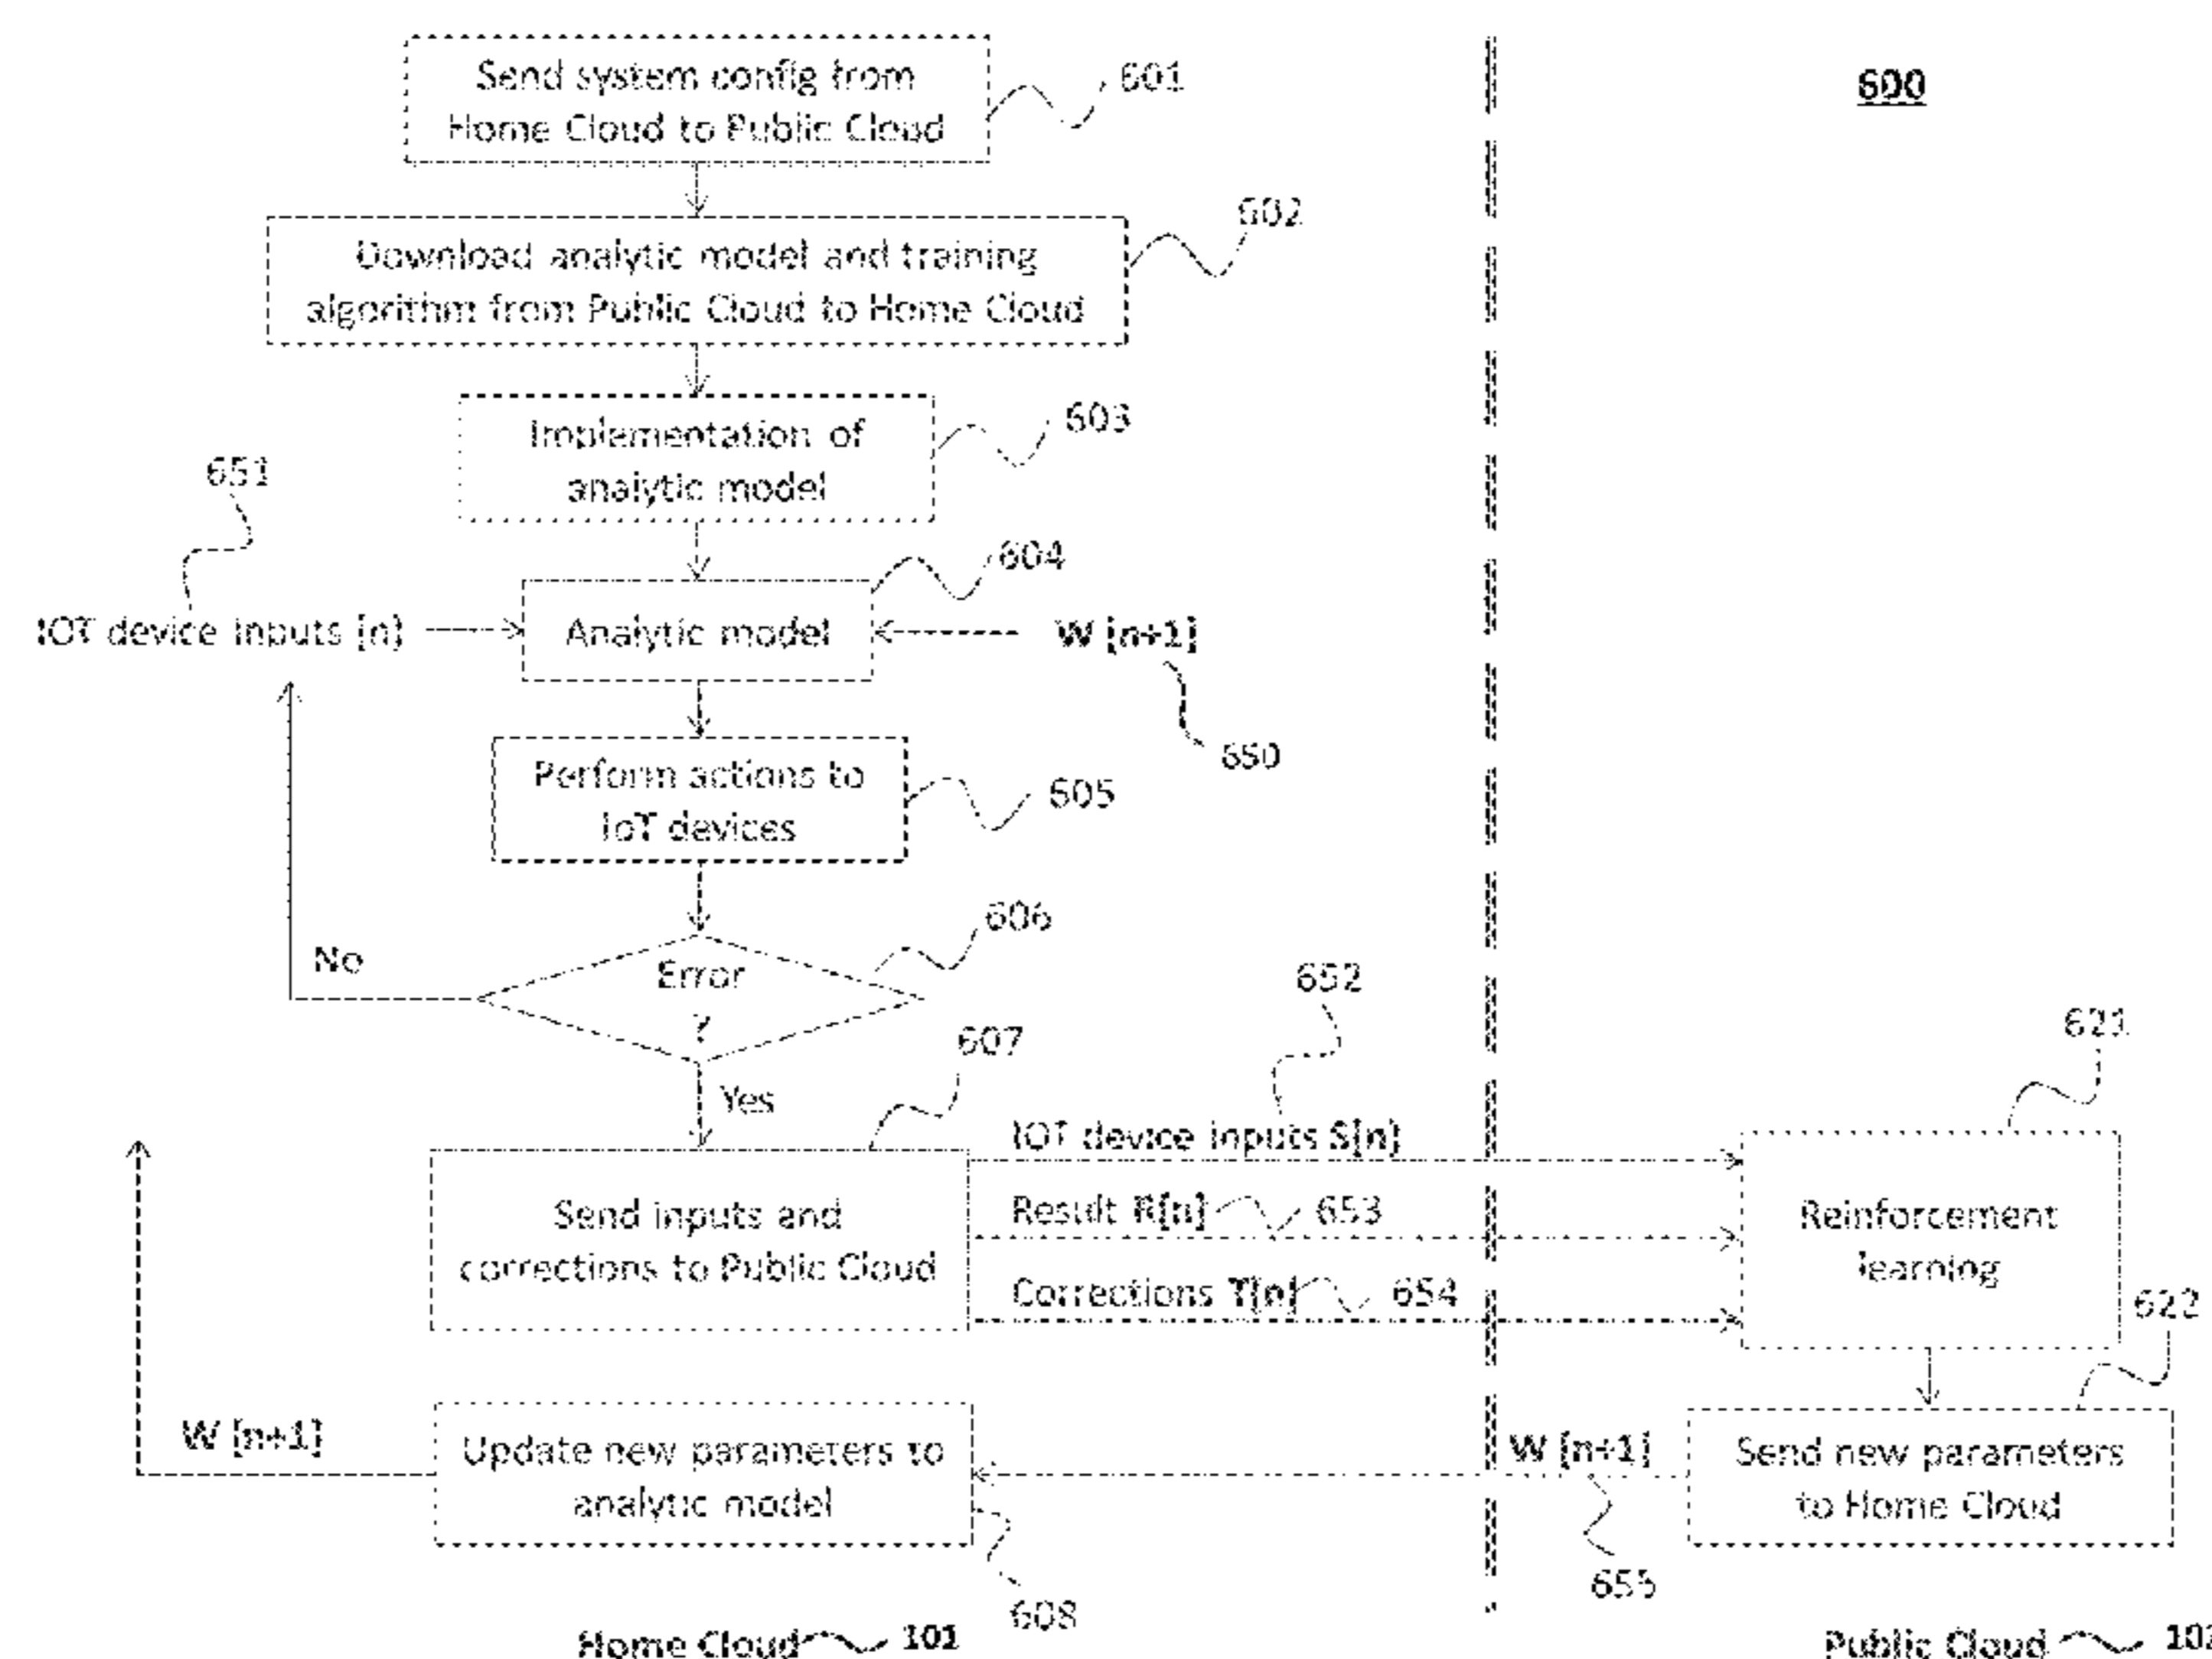 600
Send system config from
Home Cloud to Public Cloud
601
Download analytic model and training
algorithm from Public Cloud to Home Cloud
602
Implementation of
analytic model
603
651
604
IOT device inputs [n]
Analytic model
W [n+1]
650
Perform actions to
IoT devices
605
Error
?
606
No
Yes
607
652
621
Send inputs and
corrections to Public Cloud
IOT device inputs S[n]
Result R[n]
653
Corrections T[n]
654
Reinforcement
learning
622
W [n+1]
Update new parameters to
analytic model
608
W [n+1]
655
Send new parameters
to Home Cloud
Home Cloud
101
Public Cloud